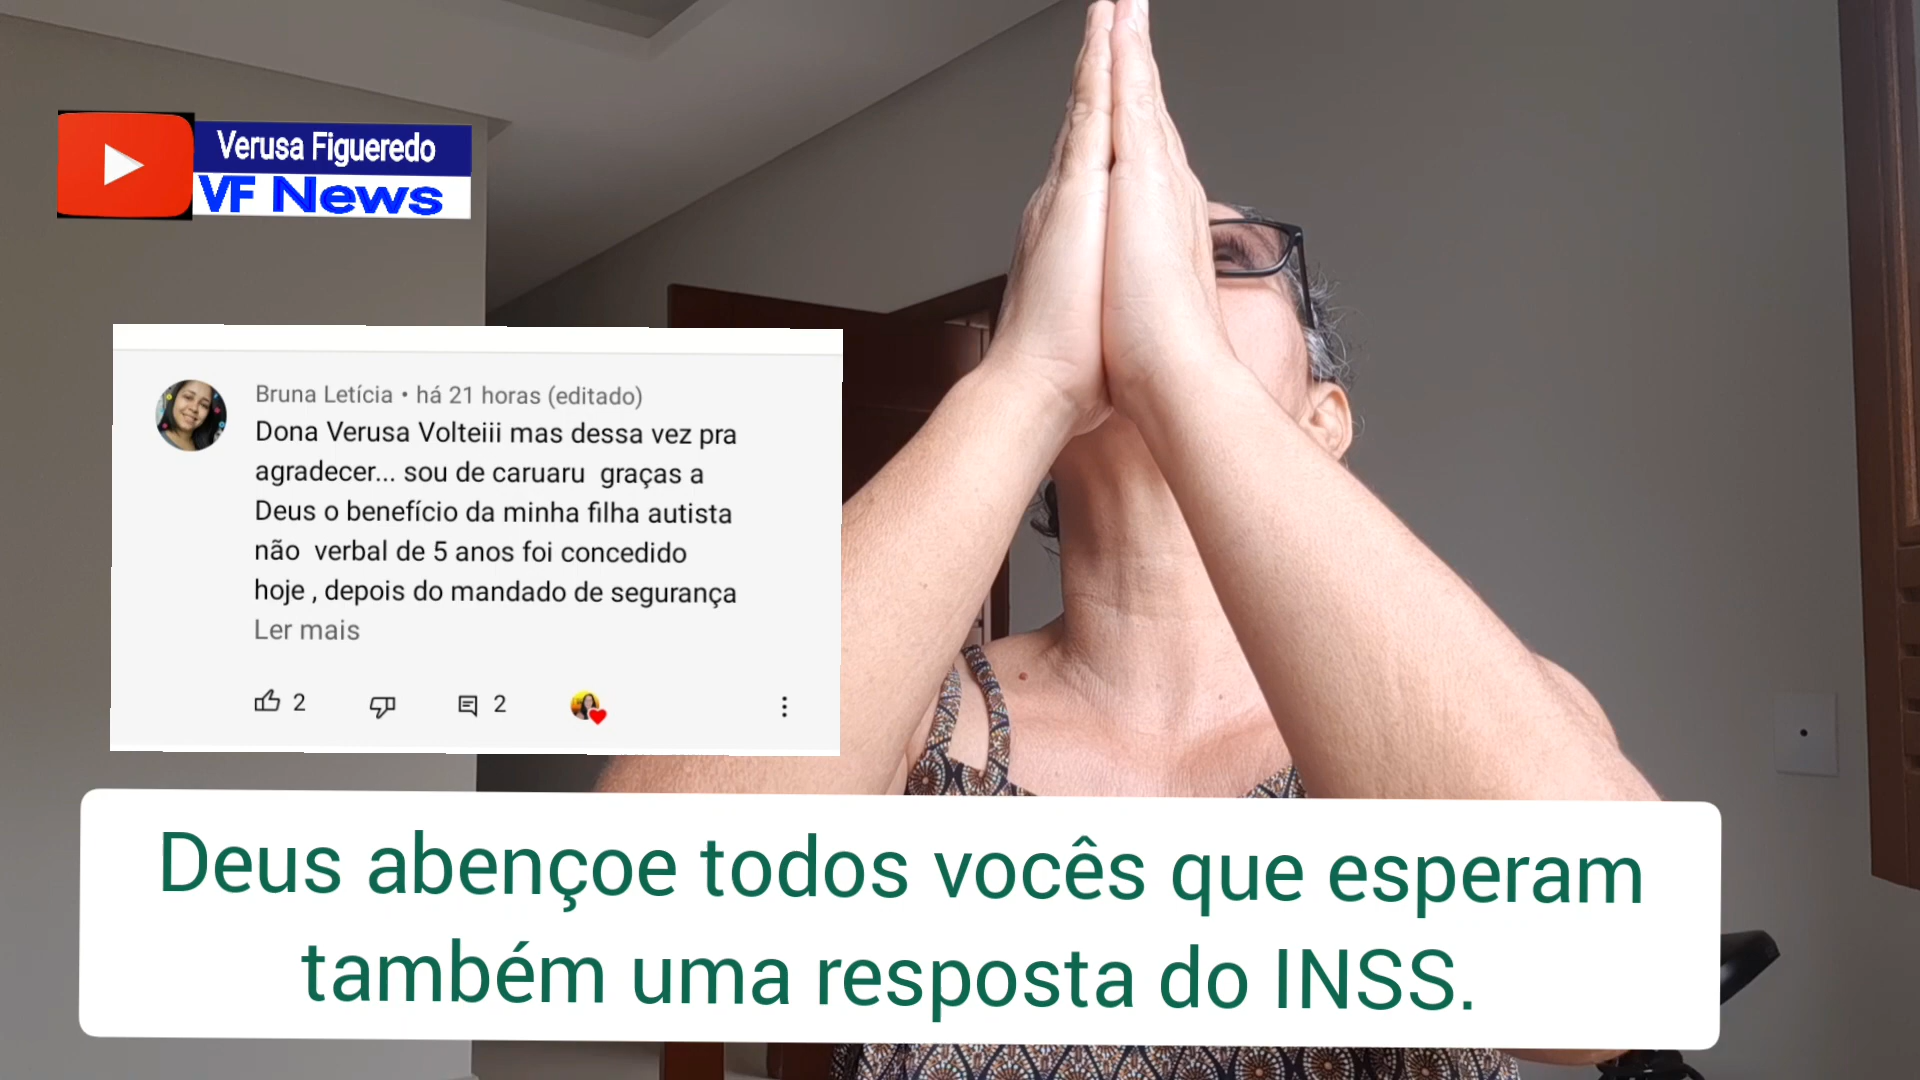 Verusa Figueredo
VF News
Bruna Letícia • há 21 horas (editado)
Dona Verusa Volteiii mas dessa vez pra
agradecer... sou de caruaru graças a
Deus o benefício da minha filha autista
não verbal de 5 anos foi concedido
hoje , depois do mandado de segurança
Ler mais
2
2
Deus abençoe todos vocês que esperam
também uma resposta do INSS.